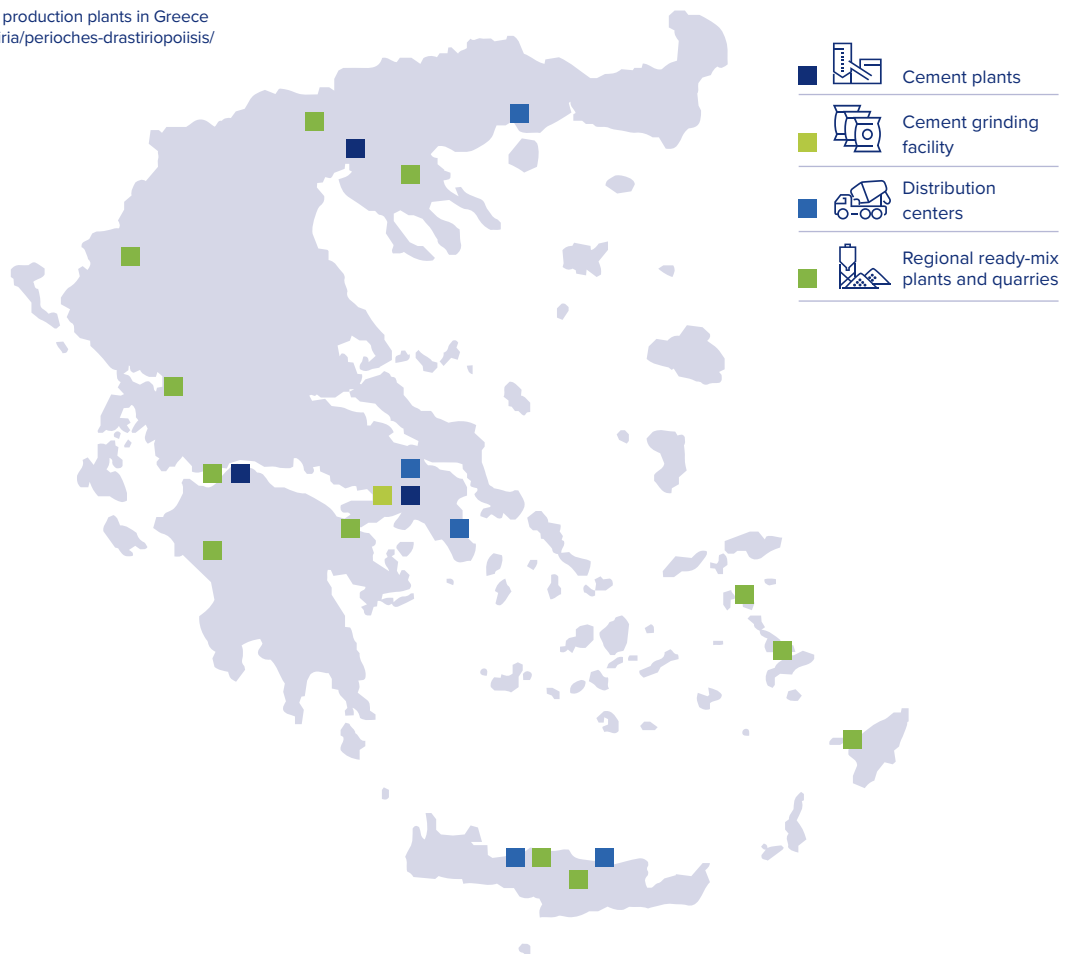 production plants in Greece
iria/perioches-drastiriopoiisis/
Cement plants
Cement grinding
facility
Distribution
centers
Regional ready-mix
plants and quarries